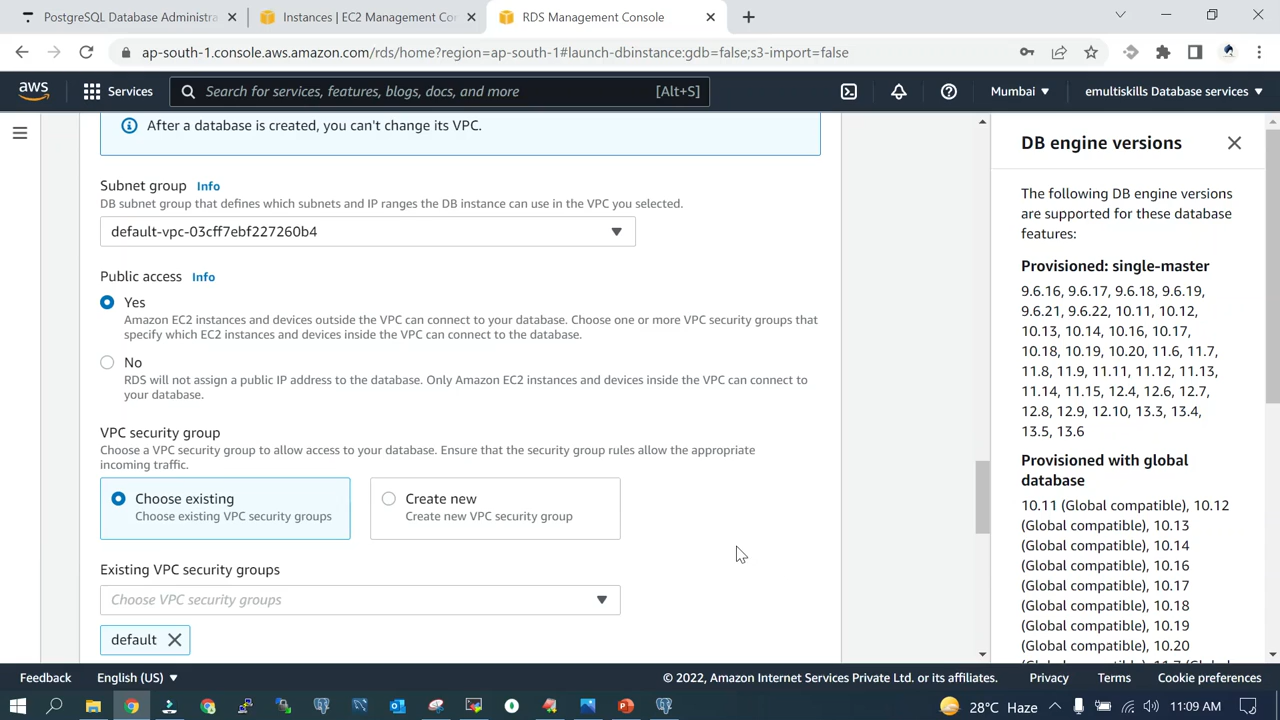 PostgreSQL Database Administra
Instances | EC2 Management Con
RDS Management Console
ap-south-1.console.aws.amazon.com/rds/home?region=ap-south-1#launch-dbinstance:gdb=false;s3-import=false
aws
Services
Search for services, features, blogs, docs, and more
[Alt+S]
Mumbai
emultiskills Database services
After a database is created, you can't change its VPC.
Subnet group Info
DB subnet group that defines which subnets and IP ranges the DB instance can use in the VPC you selected.
default-vpc-03cff7ebf227260b4
Public access Info
Yes
Amazon EC2 instances and devices outside the VPC can connect to your database. Choose one or more VPC security groups that
specify which EC2 instances and devices inside the VPC can connect to the database.
No
RDS will not assign a public IP address to the database. Only Amazon EC2 instances and devices inside the VPC can connect to
your database.
VPC security group
Choose a VPC security group to allow access to your database. Ensure that the security group rules allow the appropriate
incoming traffic.
Choose existing
Choose existing VPC security groups
Create new
Create new VPC security group
Existing VPC security groups
Choose VPC security groups
default
DB engine versions
The following DB engine versions
are supported for these database
features:
Provisioned: single-master
9.6.16, 9.6.17, 9.6.18, 9.6.19,
9.6.21, 9.6.22, 10.11, 10.12,
10.13, 10.14, 10.16, 10.17,
10.18, 10.19, 10.20, 11.6, 11.7,
11.8, 11.9, 11.11, 11.12, 11.13,
11.14, 11.15, 12.4, 12.6, 12.7,
12.8, 12.9, 12.10, 13.3, 13.4,
13.5, 13.6
Provisioned with global
database
10.11 (Global compatible), 10.12
(Global compatible), 10.13
(Global compatible), 10.14
(Global compatible), 10.16
(Global compatible), 10.17
(Global compatible), 10.18
(Global compatible), 10.19
(Global compatible), 10.20
Feedback
English (US)
© 2022, Amazon Internet Services Private Ltd. or its affiliates.
Privacy
Terms
Cookie preferences
28°C Haze
11:09 AM